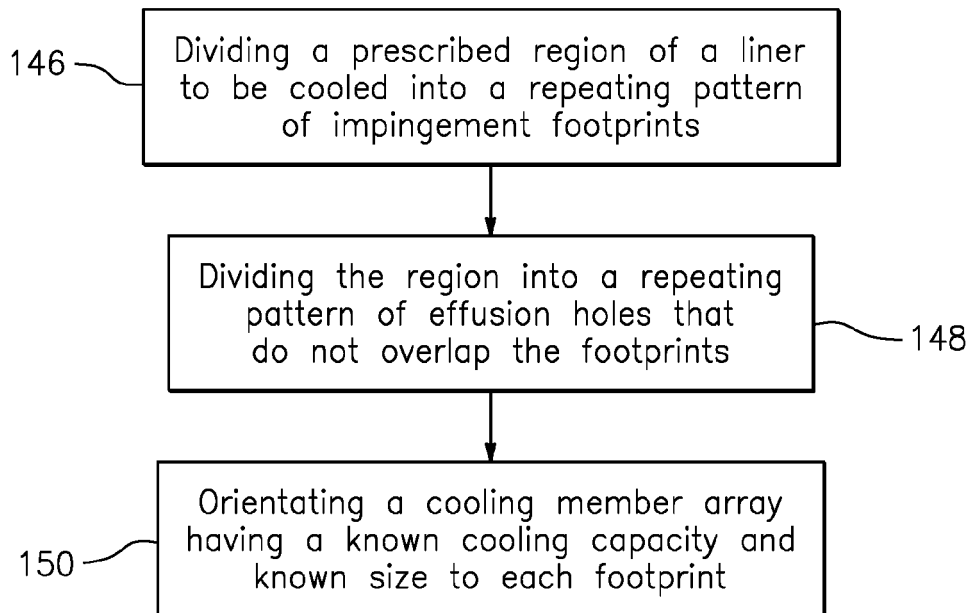 146
Dividing a prescribed region of a liner
to be cooled into a repeating pattern
of impingement footprints
Dividing the region into a repeating
pattern of effusion holes that
do not overlap the footprints
148
Orientating a cooling member array
having a known cooling capacity and
known size to each footprint
150